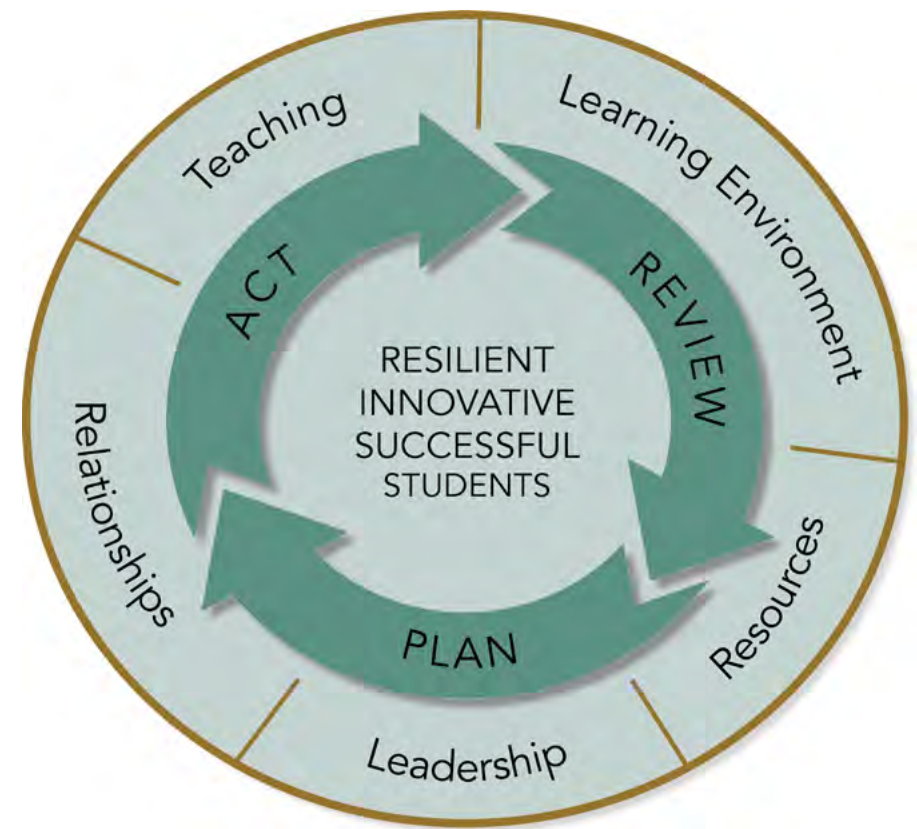 Teaching
Learning Environment
ACT
REVIEW
RESILIENT
INNOVATIVE
SUCCESSFUL
STUDENTS
Relationships
Resources
PLAN
Leadership